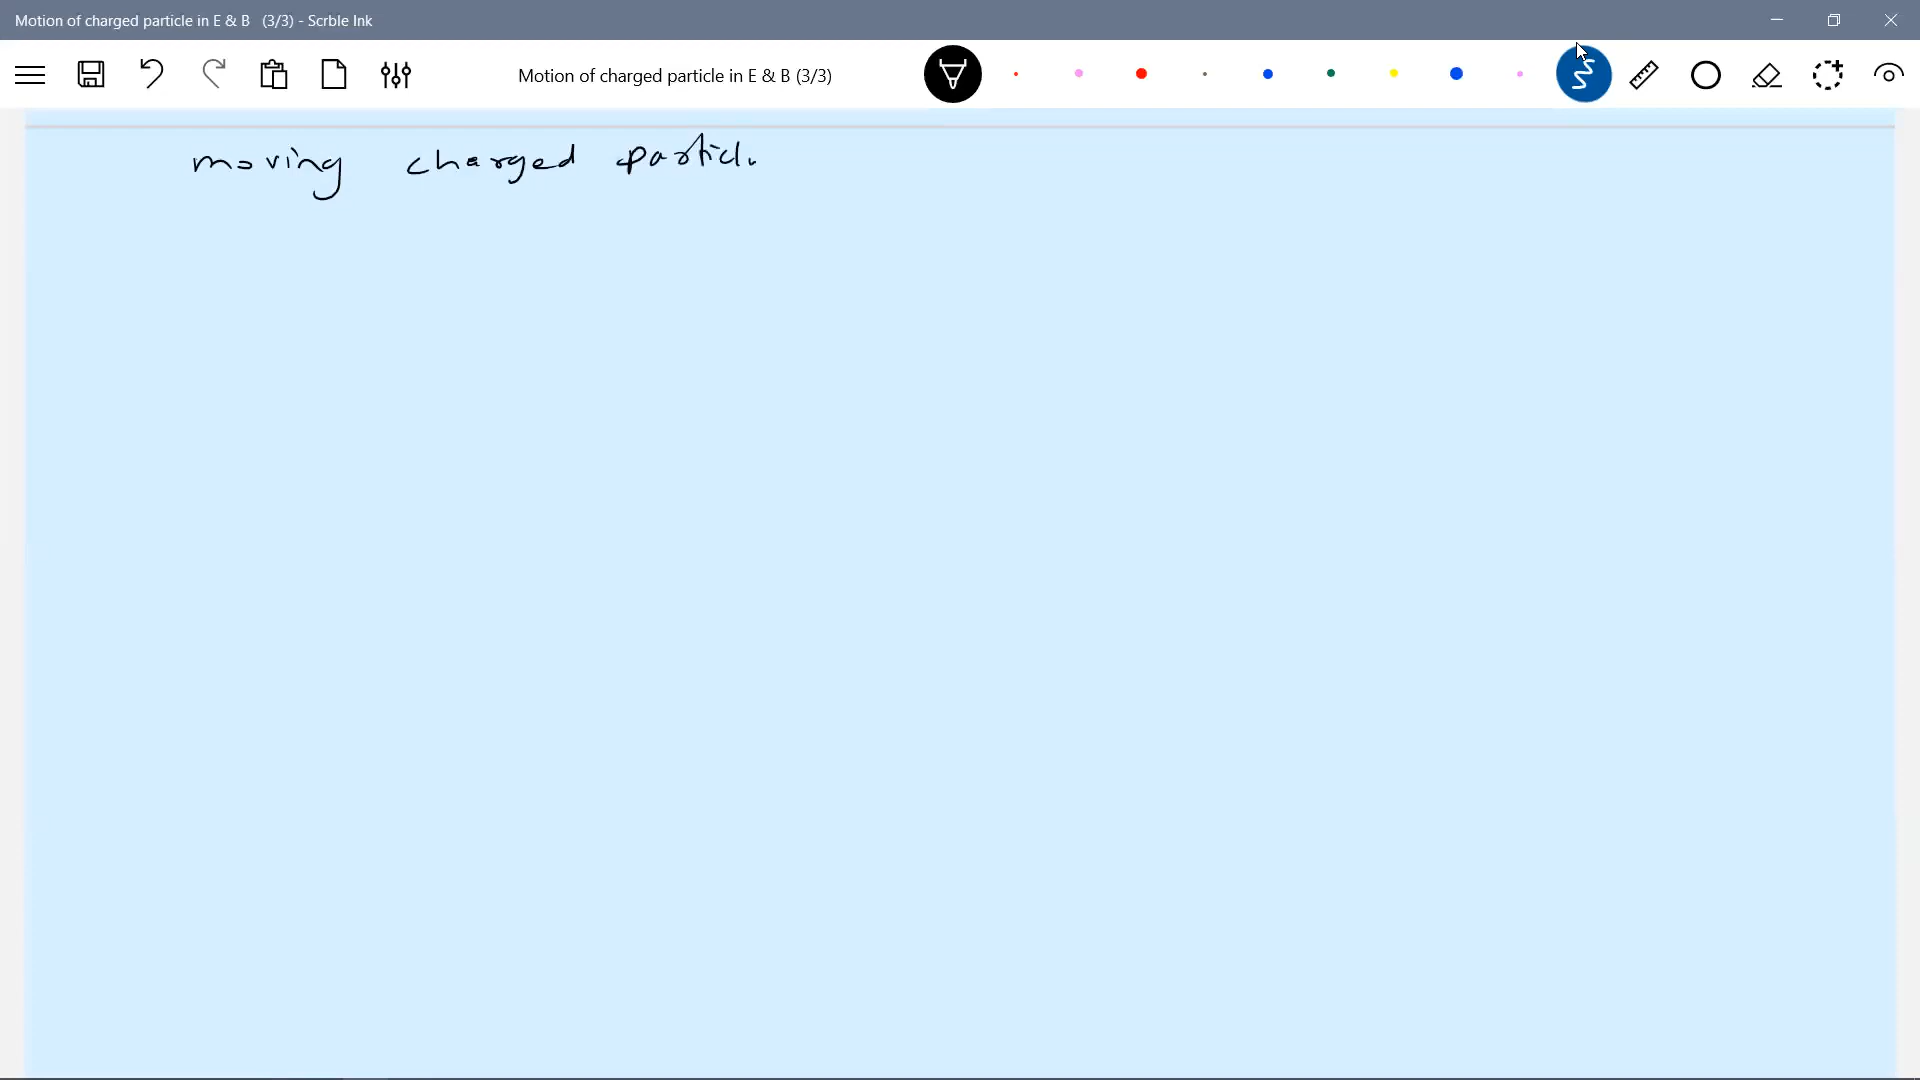 Motion of charged particle in E & B (3/3) - Scrble Ink
Motion of charged particle in E & B (3/3)
moving charged particl